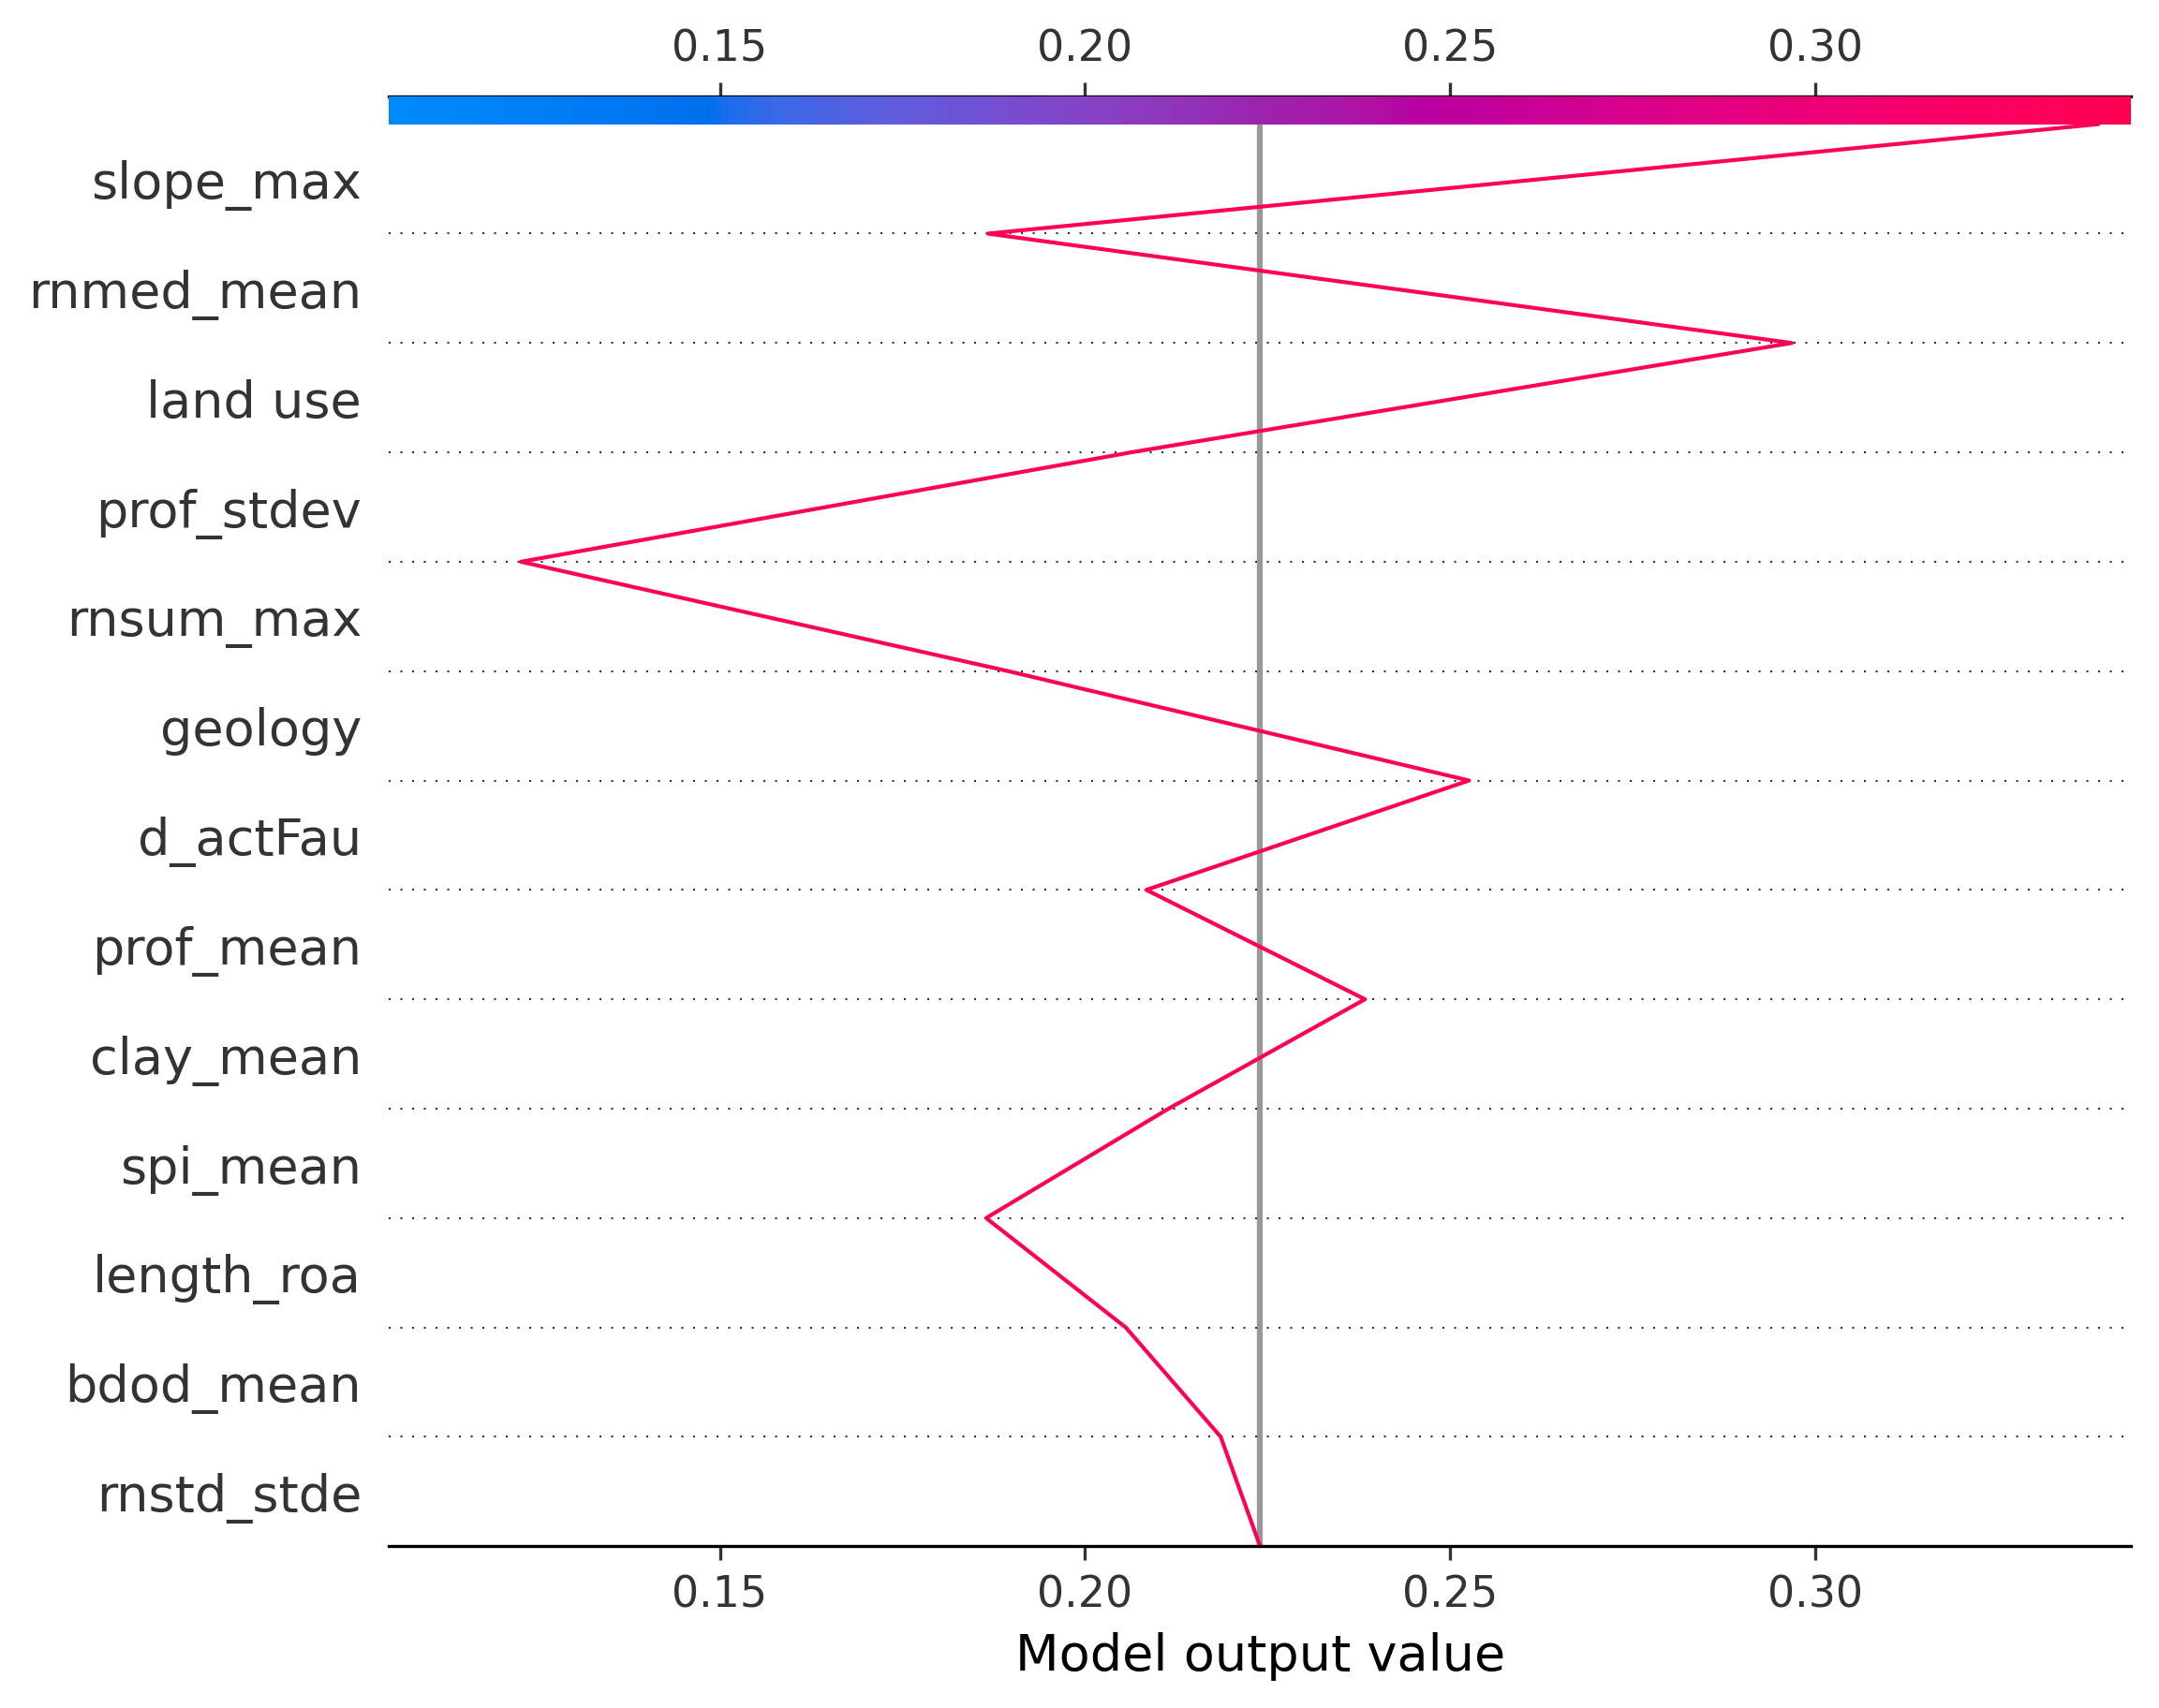 0.15 0.20 0.25 0.30
slope_max
rnmed_mean
land use
prof_stdev
rnsum_max
geology
d_actFau
prof_mean
clay_mean
spi_mean
length_roa
bdod_mean
rnstd_stde
0.15 0.20 0.25 0.30
Model output value